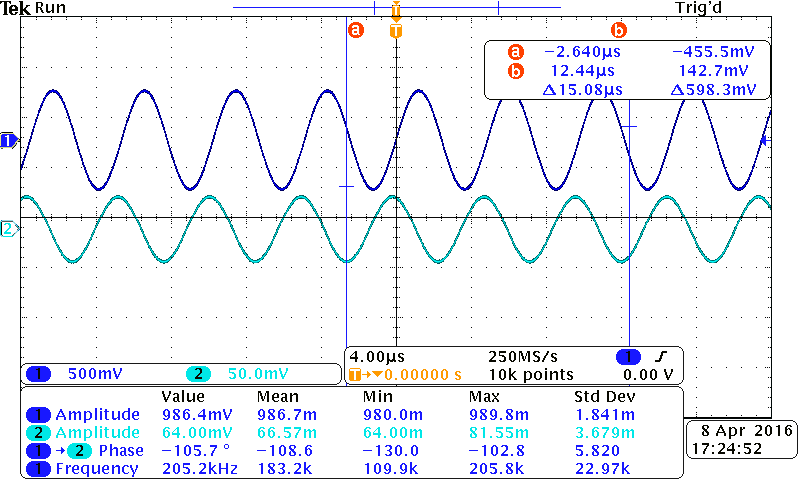 Tek Run Trig'd
T
a T b
a −2.640µs −455.5mV
b 12.44µs 142.7mV
Δ15.08µs Δ598.3mV
1
2
1 500mV 2 50.0mV
4.00µs 250MS/s 1
T 0.00000 s 10k points 0.00 V
Value Mean Min Max Std Dev
1 Amplitude 986.4mV 986.7m 980.0m 989.8m 1.841m
2 Amplitude 64.00mV 66.57m 64.00m 81.55m 3.679m
1 → 2 Phase −105.7 ° −108.6 −130.0 −102.8 5.820
1 Frequency 205.2kHz 183.2k 109.9k 205.8k 22.97k
8 Apr 2016
17:24:52